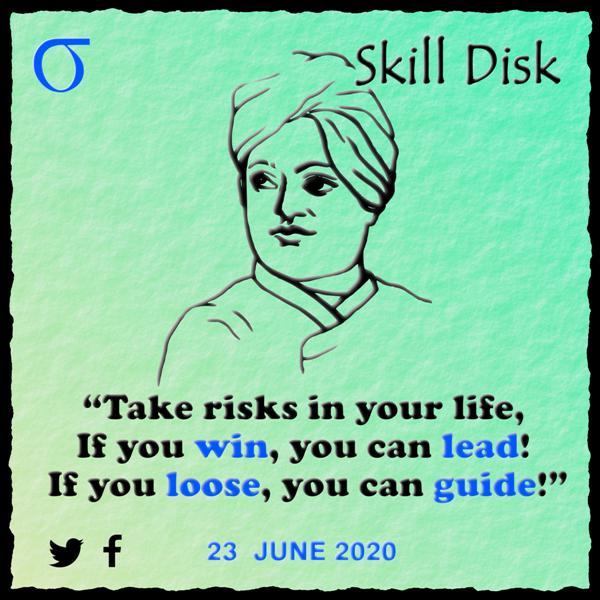 σ
Skill Disk
“Take risks in your life,
If you win, you can lead!
If you loose, you can guide!”
23 JUNE 2020